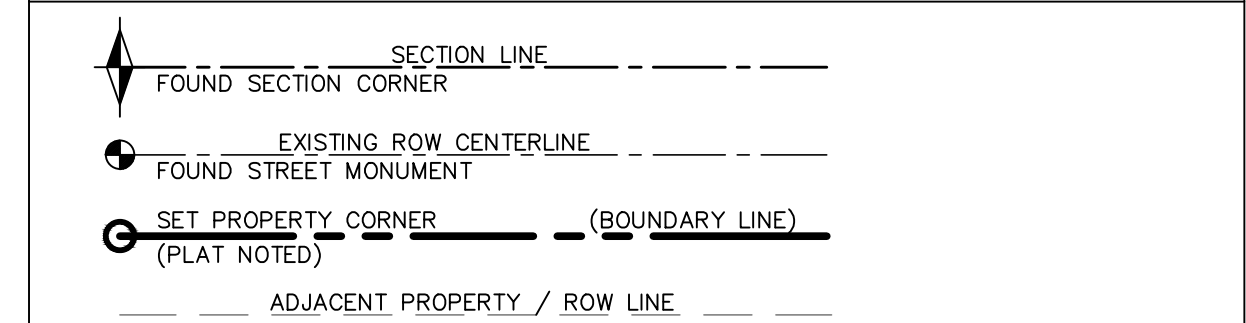 SECTION LINE
FOUND SECTION CORNER
EXISTING ROW CENTERLINE
FOUND STREET MONUMENT
SET PROPERTY CORNER (BOUNDARY LINE)
(PLAT NOTED)
ADJACENT PROPERTY / ROW LINE